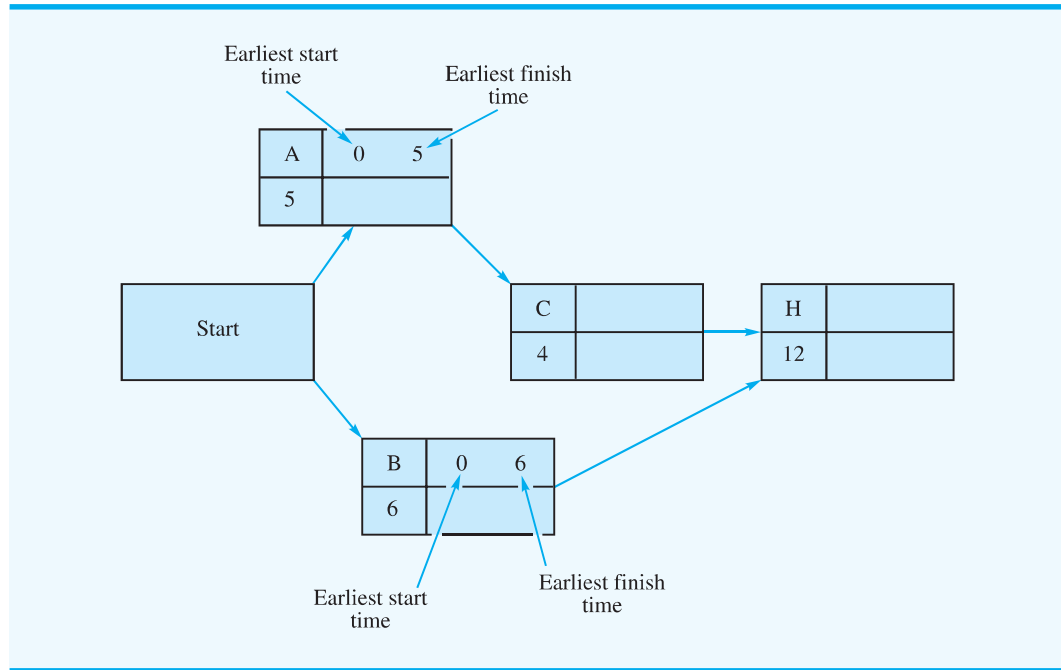 Earliest start
time
Earliest finish
time
A 0 5
5
Start
C
4
H
12
B 0 6
6
Earliest start
time
Earliest finish
time